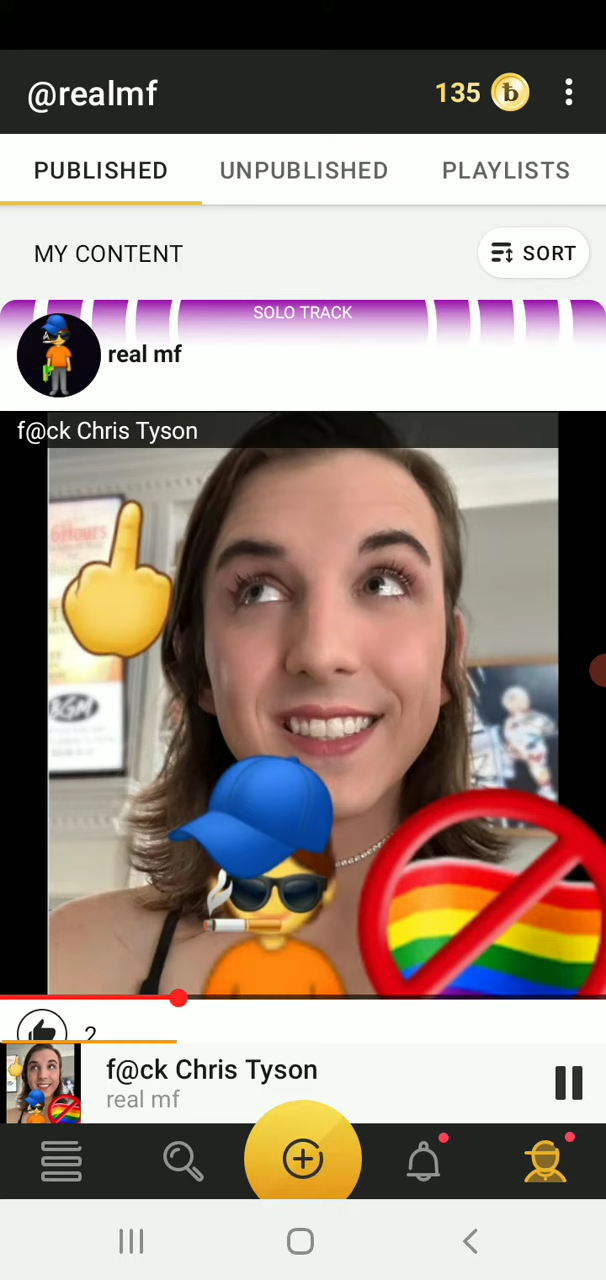 @realmf
135
PUBLISHED UNPUBLISHED PLAYLISTS
MY CONTENT
SORT
SOLO TRACK
real mf
f@ck Chris Tyson
6Hours
2
f@ck Chris Tyson
real mf